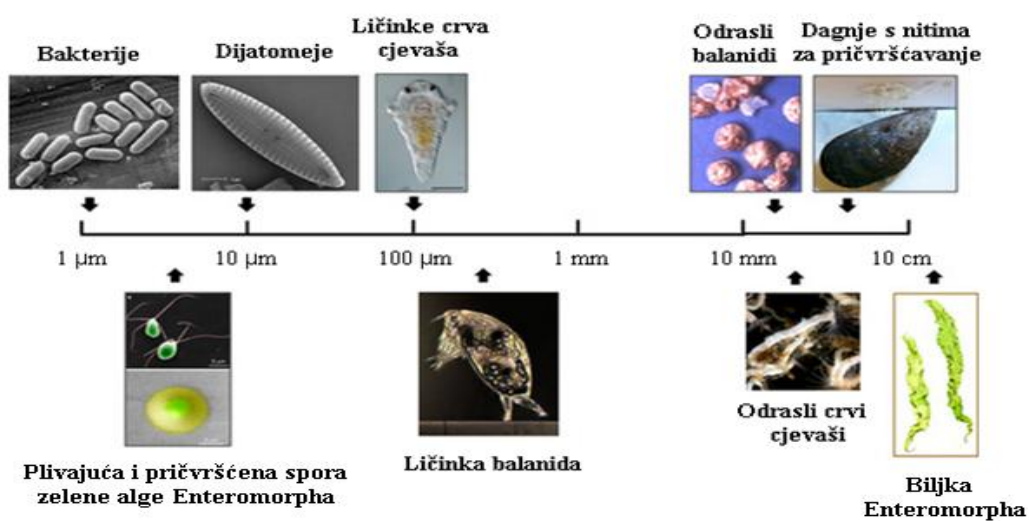 Bakterije
Dijatomeje
Ličinke crva
cjevaša
Odrasli
balanidi
Dagnje s nitima
za pričvršćavanje
1 µm
10 µm
100 µm
1 mm
10 mm
10 cm
Plivajuća i pričvršćena spora
zelene alge Enteromorpha
Ličinka balanida
Odrasli crvi
cjevaši
Biljka
Enteromorpha